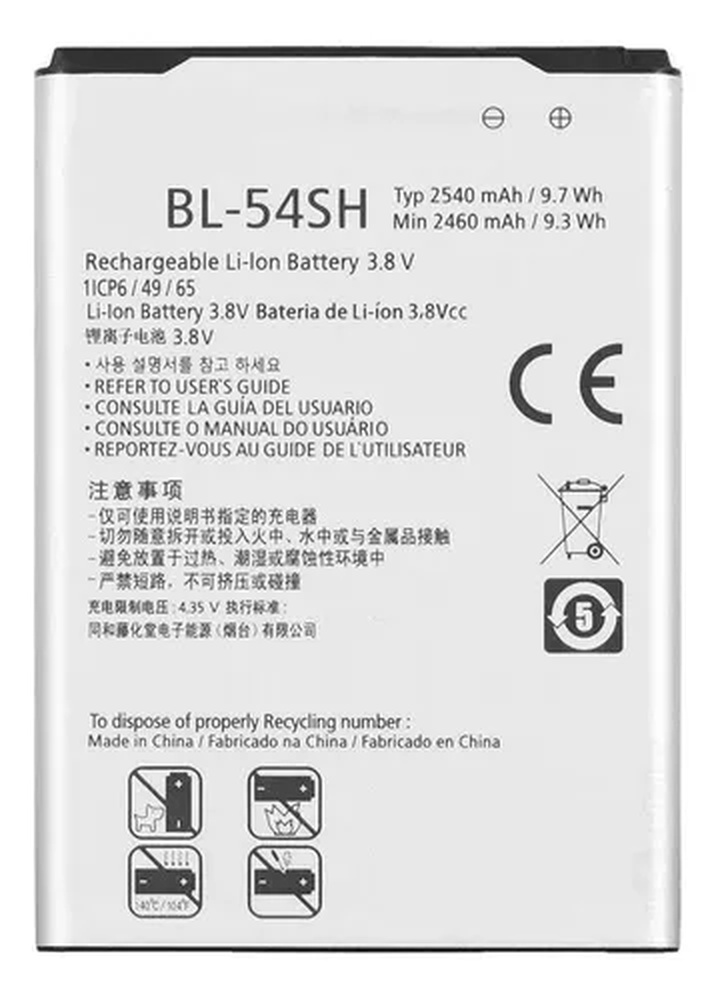 ⊖ ⊕
BL-54SH
Typ 2540 mAh / 9.7 Wh
Min 2460 mAh / 9.3 Wh
Rechargeable Li-Ion Battery 3.8 V
1ICP6 / 49 / 65
Li-Ion Battery 3.8V Bateria de Li-íon 3,8Vcc
锂离子电池 3.8V
• 사용 설명서를 참고 하세요
• REFER TO USER'S GUIDE
• CONSULTE LA GUÍA DEL USUARIO
• CONSULTE O MANUAL DO USUÁRIO
• REPORTEZ-VOUS AU GUIDE DE L'UTILISATEUR
CE
注意事项
-仅可使用说明书指定的充电器
-切勿随意拆开或投入火中、水中或与金属品接触
-避免放置于过热、潮湿或腐蚀性环境中
-严禁短路，不可挤压或碰撞
充电限制电压：4.35 V 执行标准：
同和藤化堂电子能源（烟台）有限公司
5
To dispose of properly Recycling number :
Made in China / Fabricado na China / Fabricado en China
40°C / 104°F